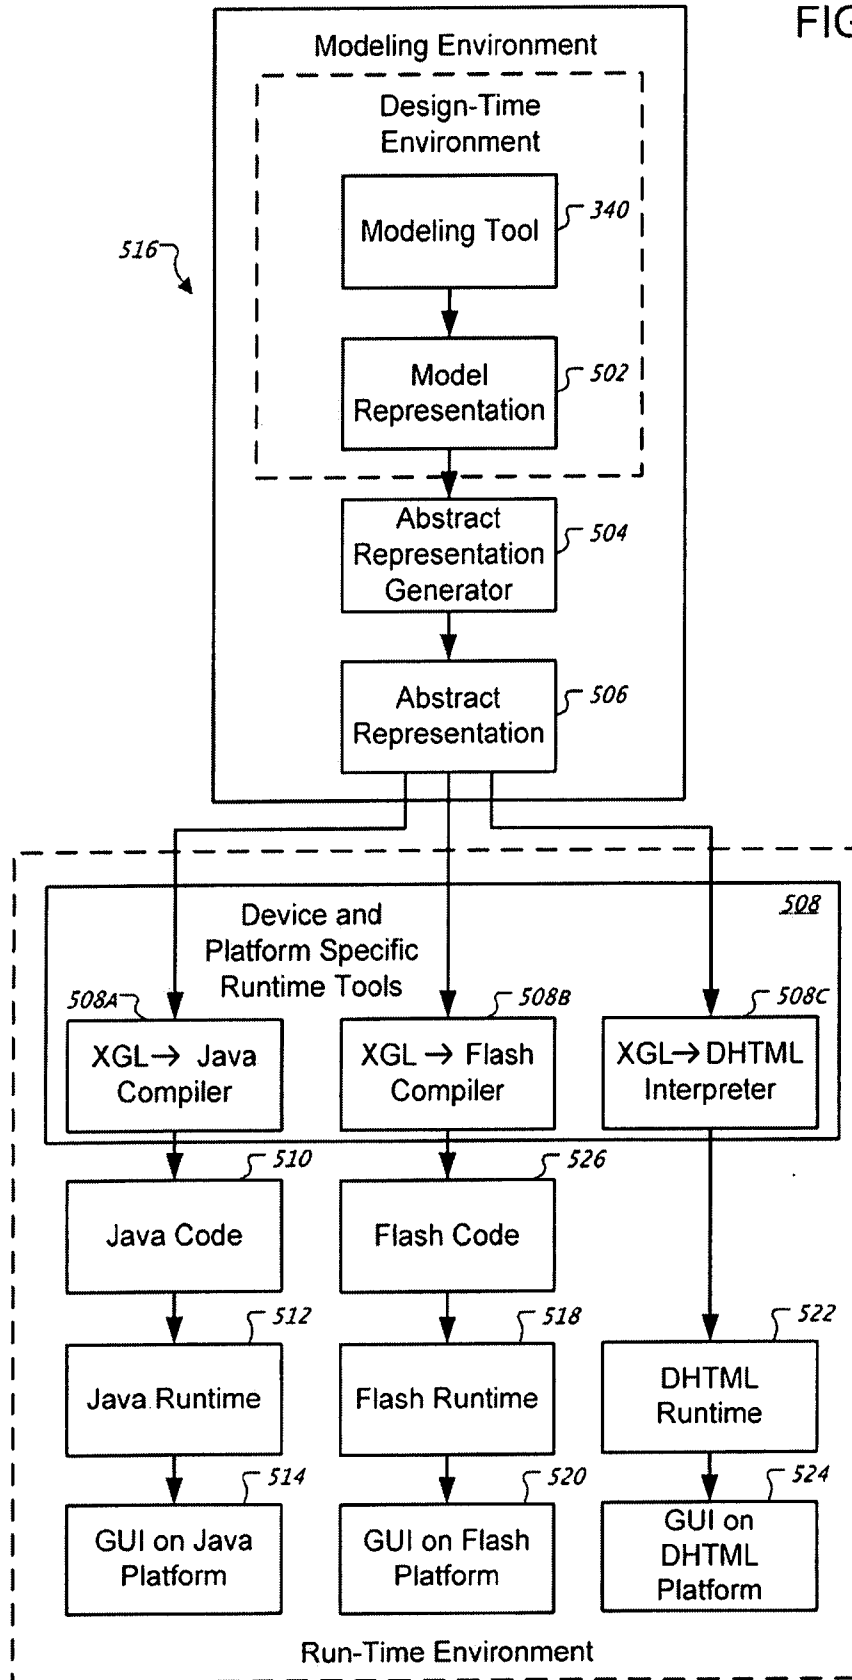 FIG
Modeling Environment
Design-Time
Environment
Modeling Tool
340
516
Model
Representation
502
Abstract
Representation
Generator
504
Abstract
Representation
506
508
Device and
Platform Specific
Runtime Tools
508A
508B
508C
XGL→ Java
Compiler
XGL → Flash
Compiler
XGL→DHTML
Interpreter
510
526
Java Code
Flash Code
512
518
522
Java Runtime
Flash Runtime
DHTML
Runtime
514
520
524
GUI on Java
Platform
GUI on Flash
Platform
GUI on
DHTML
Platform
Run-Time Environment